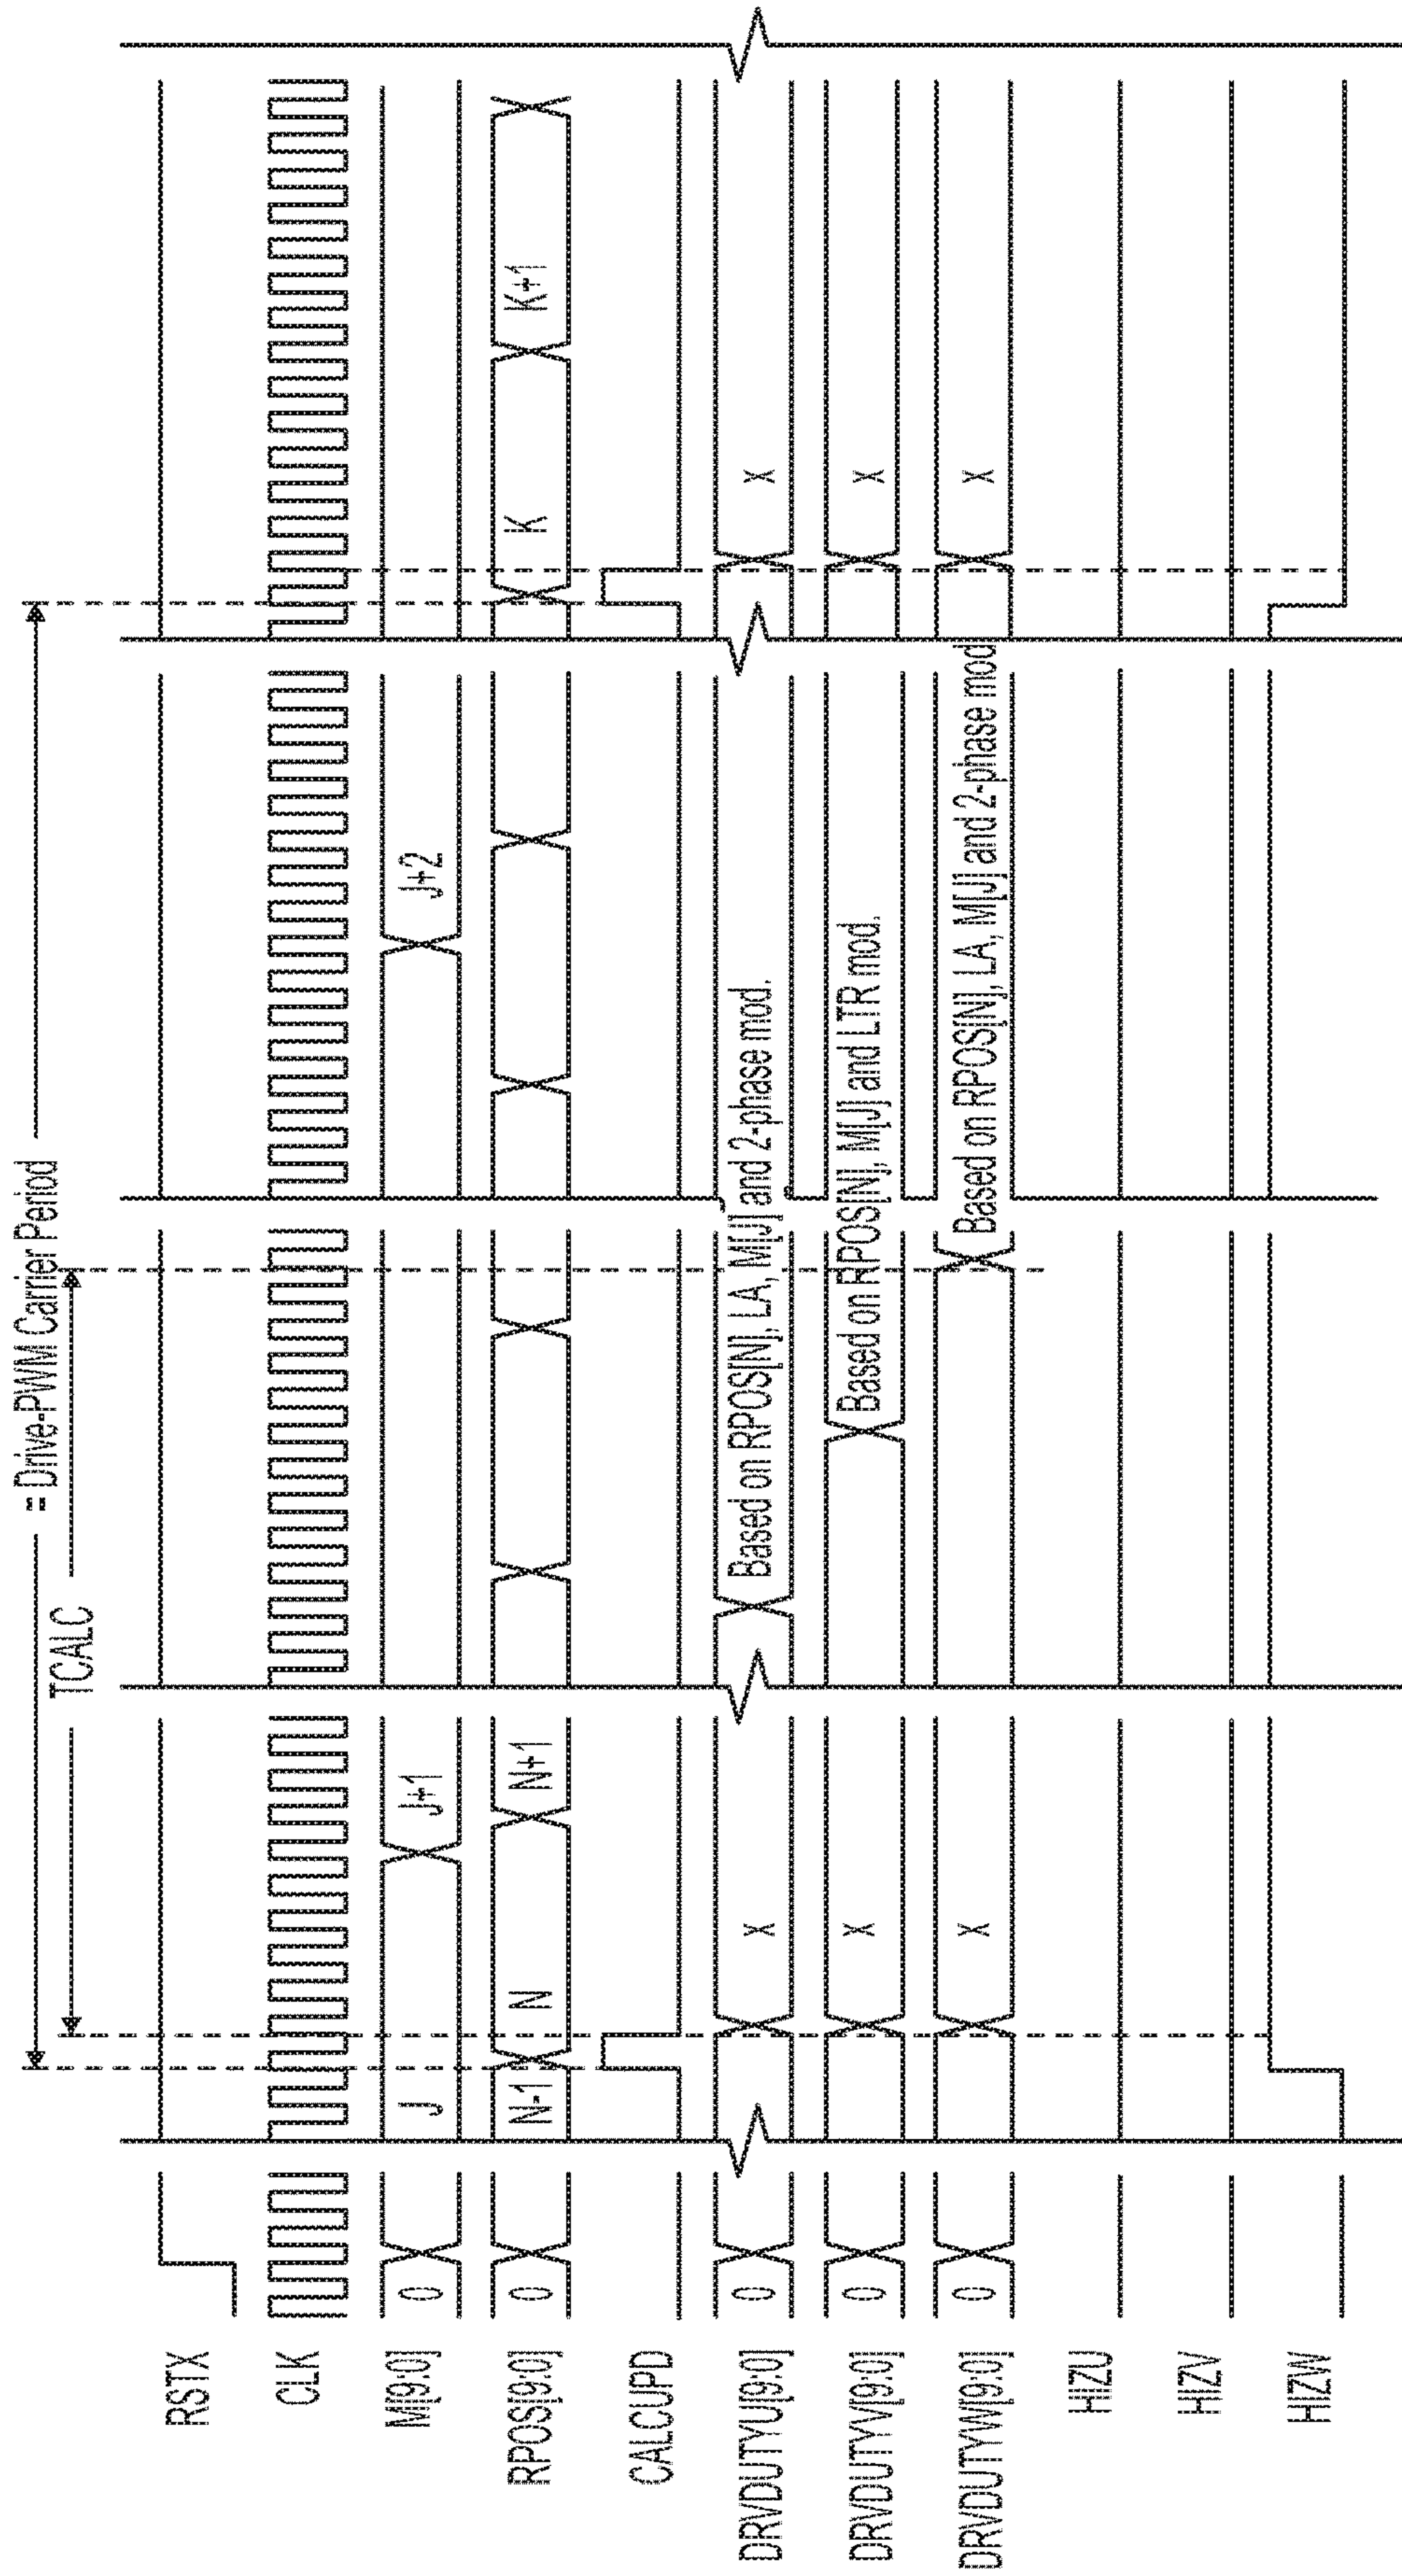 = Drive-PWM Carrier Period
TCALC
RSTX
CLK
M[9:0] 0 J J+1 J+2
RPOS[9:0] 0 N-1 N N+1 K K+1
CALCUPD
DRVDUTYU[9:0] 0 X Based on RPOS[N], LA, M[J] and 2-phase mod. X
DRVDUTYV[9:0] 0 X Based on RPOS[N], M[J] and LTR mod. X
DRVDUTYW[9:0] 0 X Based on RPOS[N], LA, M[J] and 2-phase mod X
HIZU
HIZV
HIZW